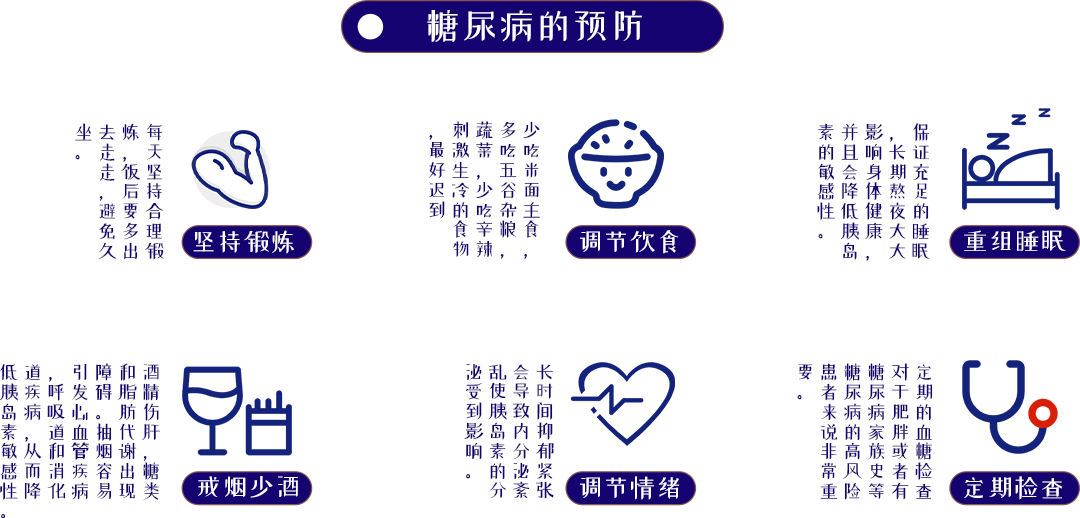 糖尿病的预防
每天坚持合理锻
炼，饭后要多出
去走走，避免久
坐。
坚持锻炼
少吃米面主食，
多吃五谷杂粮，
蔬菜，少吃辛辣
刺激生冷的食物
，最好迟到
调节饮食
保证充足的睡眠
，长期熬夜大大
影响身体健康，
并且会降低胰岛
素的敏感性。
重组睡眠
酒精伤肝，糖类
和脂肪代谢出现
障碍。抽烟容易
引发心血管疾病
，呼吸道和消化
道疾病，从而降
低胰岛素敏感性
。
戒烟少酒
长时间抑郁紧张
会导致内分泌紊
乱使胰岛素的分
泌受到影响。
调节情绪
定期的血糖检查
对于肥胖或者有
糖尿病家族史等
糖尿病的高风险
患者来说非常重
要。
定期检查